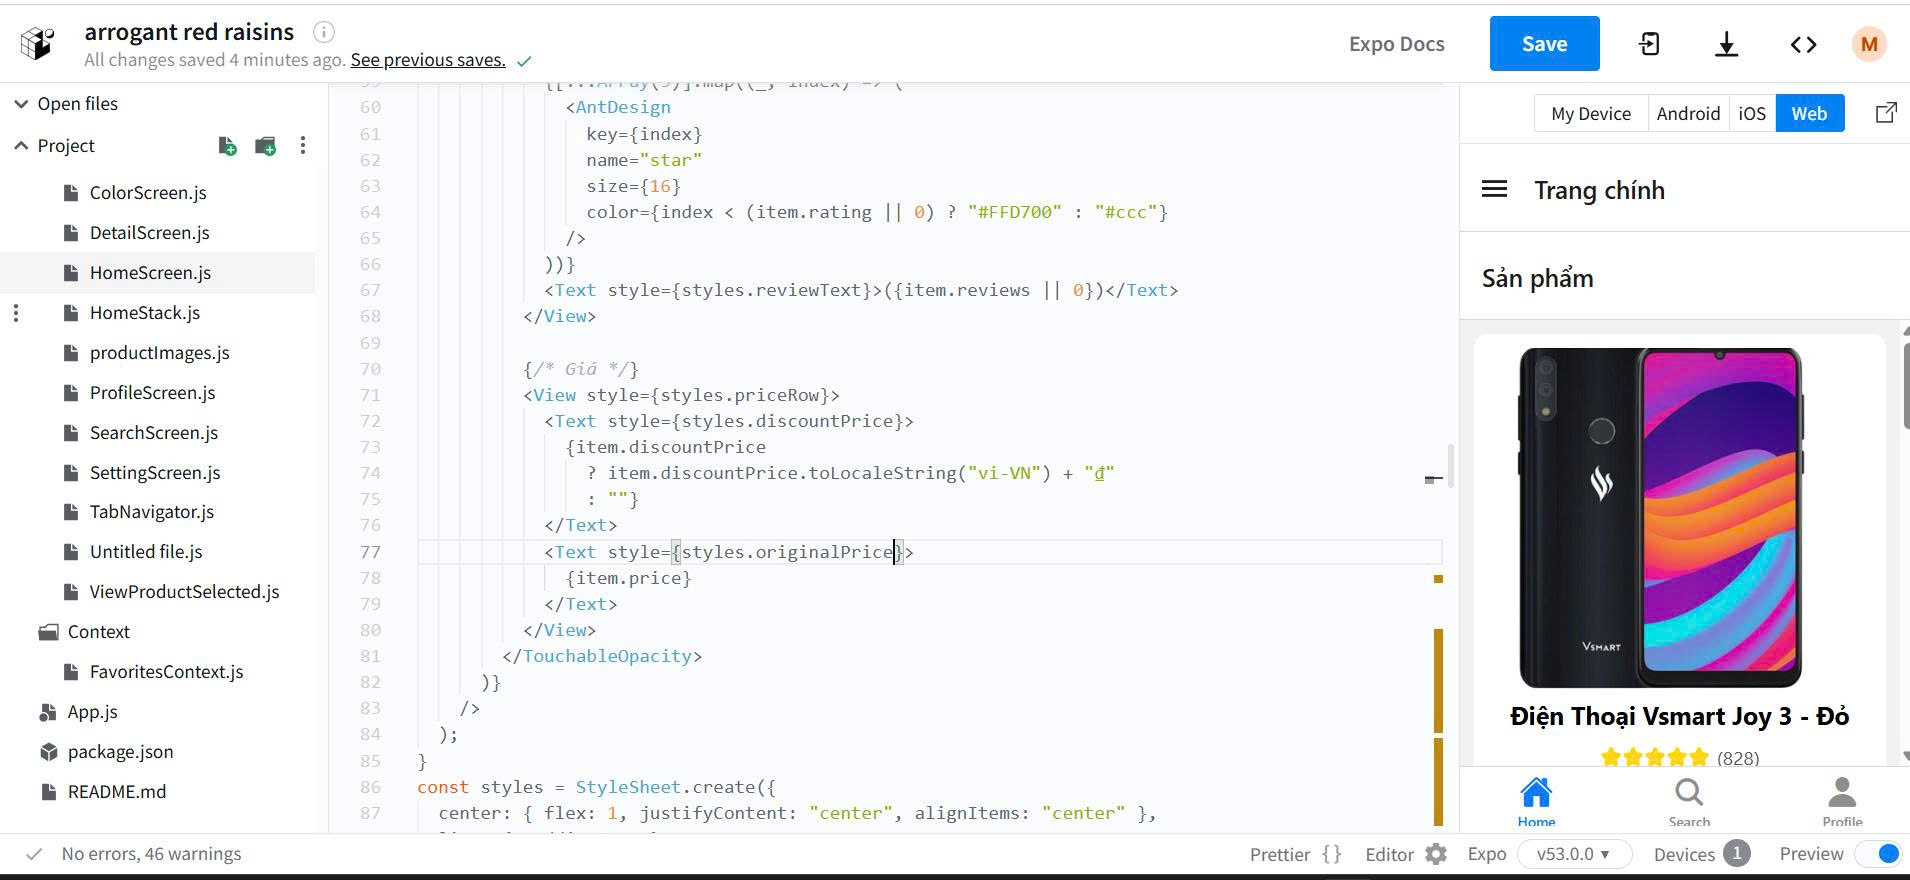 arrogant red raisins
All changes saved 4 minutes ago. See previous saves.
Expo Docs
Save
M
Open files
Project
ColorScreen.js
DetailScreen.js
HomeScreen.js
HomeStack.js
productImages.js
ProfileScreen.js
SearchScreen.js
SettingScreen.js
TabNavigator.js
Untitled file.js
ViewProductSelected.js
Context
FavoritesContext.js
App.js
package.json
README.md
60 <AntDesign
61 key={index}
62 name="star"
63 size={16}
64 color={index < (item.rating || 0) ? "#FFD700" : "#ccc"}
65 />
66 ))}
67 <Text style={styles.reviewText}>({item.reviews || 0})</Text>
68 </View>
69
70 {/* Giá */}
71 <View style={styles.priceRow}>
72 <Text style={styles.discountPrice}>
73 {item.discountPrice
74 ? item.discountPrice.toLocaleString("vi-VN") + "₫"
75 : ""}
76 </Text>
77 <Text style={styles.originalPrice}>
78 {item.price}
79 </Text>
80 </View>
81 </TouchableOpacity>
82 )}
83 />
84 );
85 }
86 const styles = StyleSheet.create({
87 center: { flex: 1, justifyContent: "center", alignItems: "center" },
My Device
Android
iOS
Web
Trang chính
Sản phẩm
VSMART
Điện Thoại Vsmart Joy 3 - Đỏ
(828)
Home
Search
Profile
No errors, 46 warnings
Prettier {}
Editor
Expo
v53.0.0 ▾
Devices 1
Preview